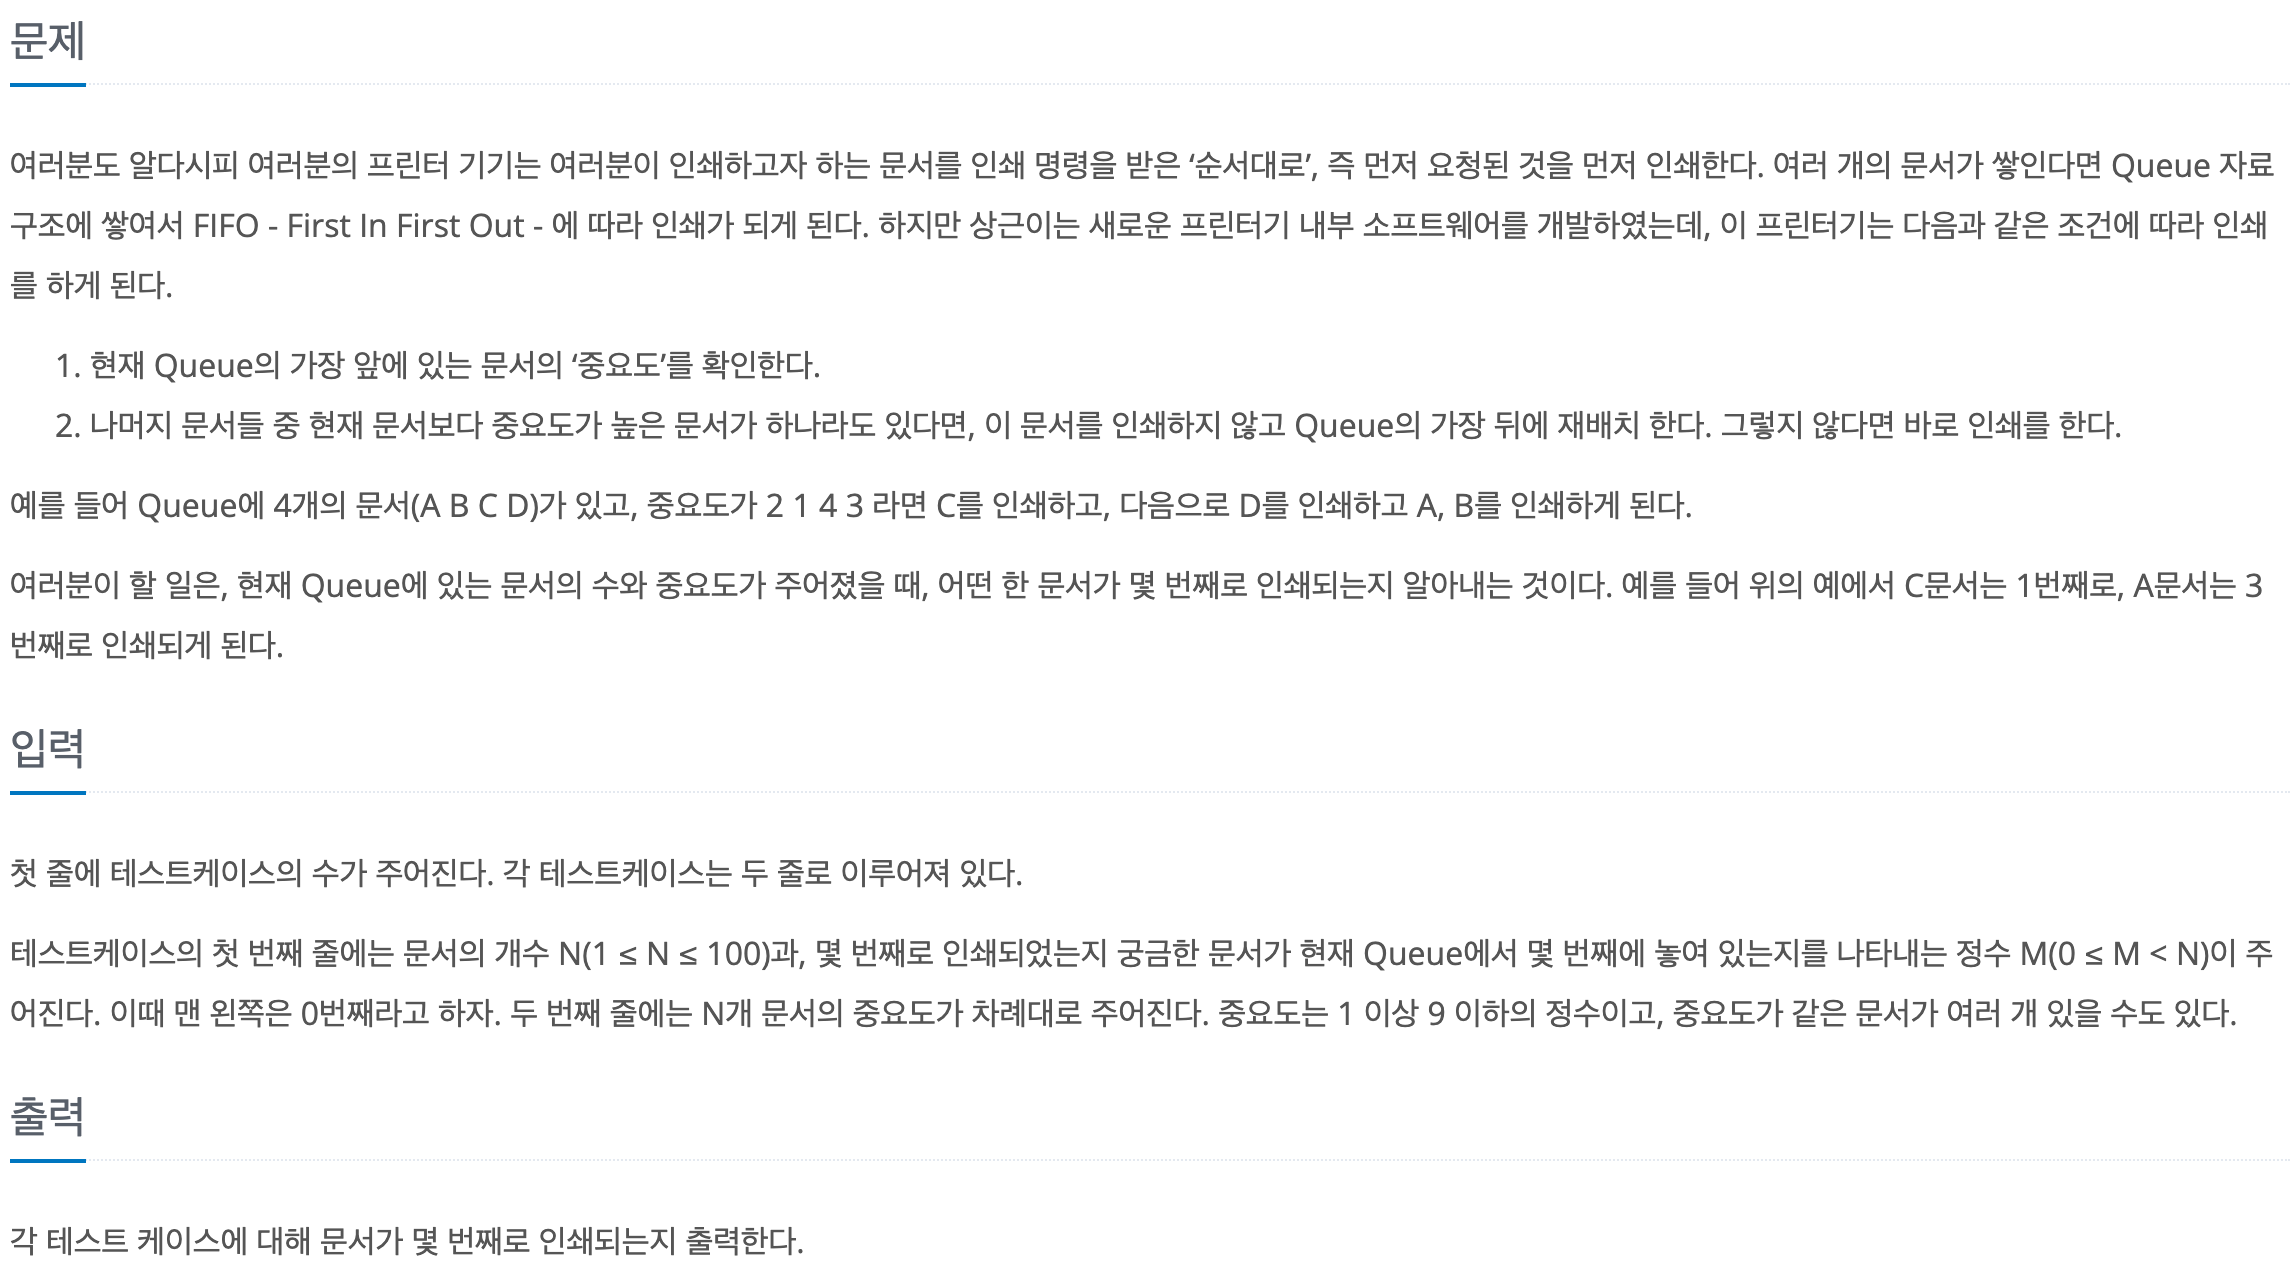 문제
여러분도 알다시피 여러분의 프린터 기기는 여러분이 인쇄하고자 하는 문서를 인쇄 명령을 받은 ‘순서대로’, 즉 먼저 요청된 것을 먼저 인쇄한다. 여러 개의 문서가 쌓인다면 Queue 자료
구조에 쌓여서 FIFO - First In First Out - 에 따라 인쇄가 되게 된다. 하지만 상근이는 새로운 프린터기 내부 소프트웨어를 개발하였는데, 이 프린터기는 다음과 같은 조건에 따라 인쇄
를 하게 된다.
1. 현재 Queue의 가장 앞에 있는 문서의 ‘중요도’를 확인한다.
2. 나머지 문서들 중 현재 문서보다 중요도가 높은 문서가 하나라도 있다면, 이 문서를 인쇄하지 않고 Queue의 가장 뒤에 재배치 한다. 그렇지 않다면 바로 인쇄를 한다.
예를 들어 Queue에 4개의 문서(A B C D)가 있고, 중요도가 2 1 4 3 라면 C를 인쇄하고, 다음으로 D를 인쇄하고 A, B를 인쇄하게 된다.
여러분이 할 일은, 현재 Queue에 있는 문서의 수와 중요도가 주어졌을 때, 어떤 한 문서가 몇 번째로 인쇄되는지 알아내는 것이다. 예를 들어 위의 예에서 C문서는 1번째로, A문서는 3
번째로 인쇄되게 된다.
입력
첫 줄에 테스트케이스의 수가 주어진다. 각 테스트케이스는 두 줄로 이루어져 있다.
테스트케이스의 첫 번째 줄에는 문서의 개수 N(1 ≤ N ≤ 100)과, 몇 번째로 인쇄되었는지 궁금한 문서가 현재 Queue에서 몇 번째에 놓여 있는지를 나타내는 정수 M(0 ≤ M < N)이 주
어진다. 이때 맨 왼쪽은 0번째라고 하자. 두 번째 줄에는 N개 문서의 중요도가 차례대로 주어진다. 중요도는 1 이상 9 이하의 정수이고, 중요도가 같은 문서가 여러 개 있을 수도 있다.
출력
각 테스트 케이스에 대해 문서가 몇 번째로 인쇄되는지 출력한다.